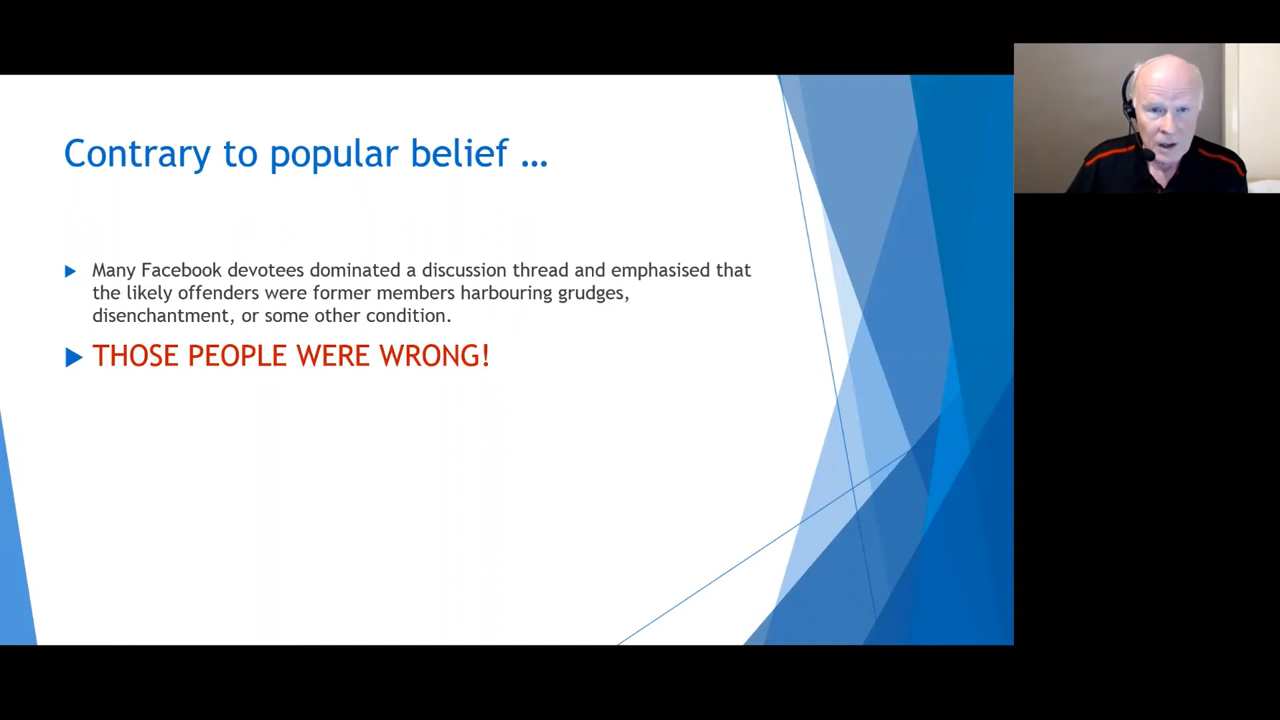 Contrary to popular belief …
Many Facebook devotees dominated a discussion thread and emphasised that
the likely offenders were former members harbouring grudges,
disenchantment, or some other condition.
THOSE PEOPLE WERE WRONG!